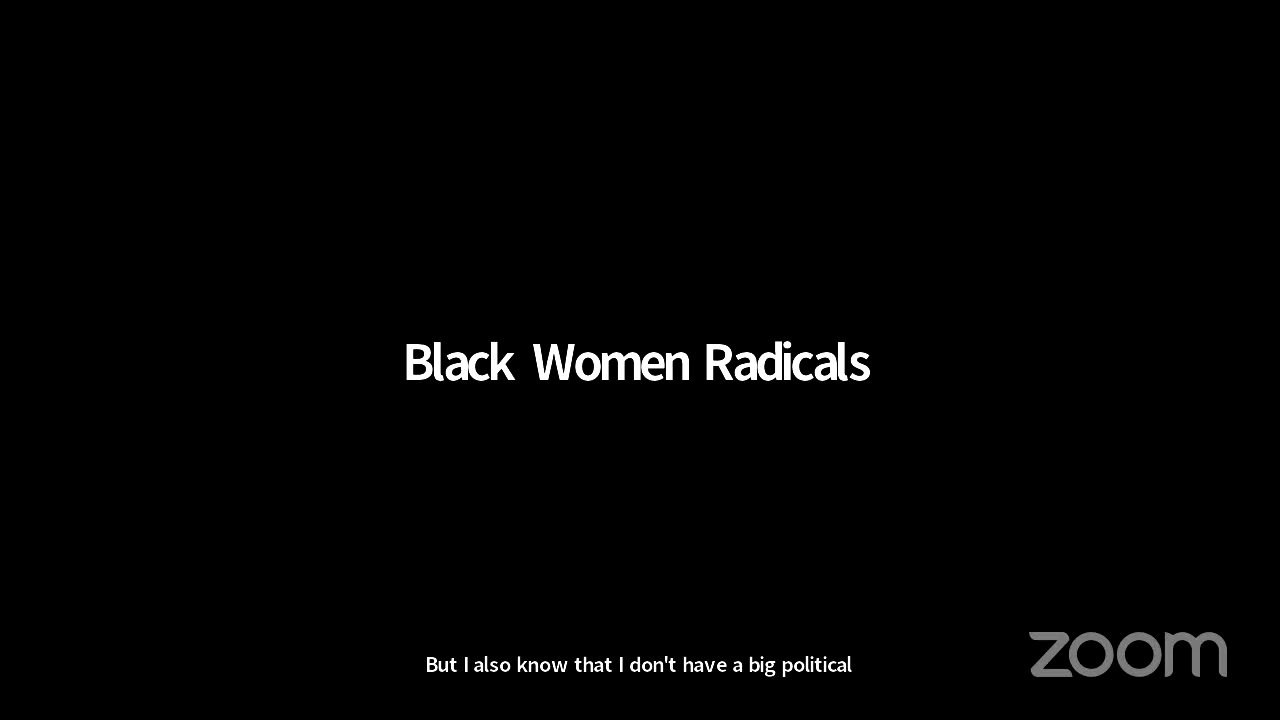 Black Women Radicals
But I also know that I don't have a big political
zoom